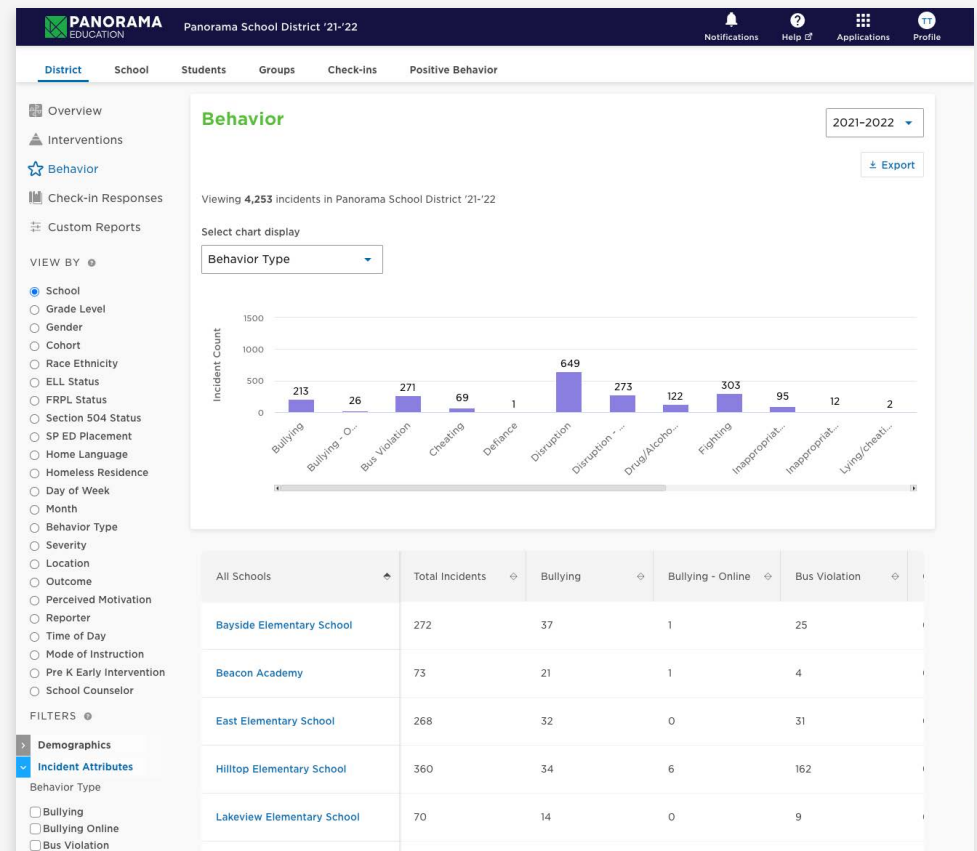 PANORAMA
EDUCATION
Panorama School District '21-'22
Notifications
Help
Applications
TT
Profile
District School Students Groups Check-ins Positive Behavior
Overview
Interventions
Behavior
Check-in Responses
Custom Reports
VIEW BY
School
Grade Level
Gender
Cohort
Race Ethnicity
ELL Status
FRPL Status
Section 504 Status
SP ED Placement
Home Language
Homeless Residence
Day of Week
Month
Behavior Type
Severity
Location
Outcome
Perceived Motivation
Reporter
Time of Day
Mode of Instruction
Pre K Early Intervention
School Counselor
FILTERS
Demographics
Incident Attributes
Behavior Type
Bullying
Bullying Online
Bus Violation
Behavior
2021-2022
Export
Viewing 4,253 incidents in Panorama School District '21-'22
Select chart display
Behavior Type
Incident Count
1500
1000
500
0
213 26 271 69 1 649 273 122 303 95 12 2
Bullying
Bullying - O...
Bus Violation
Cheating
Defiance
Disruption
Disruption - ...
Drug/Alcoho...
Fighting
Inappropriat...
Inappropriat...
Lying/cheati...
All Schools Total Incidents Bullying Bullying - Online Bus Violation
Bayside Elementary School 272 37 1 25
Beacon Academy 73 21 1 4
East Elementary School 268 32 0 31
Hilltop Elementary School 360 34 6 162
Lakeview Elementary School 70 14 0 9